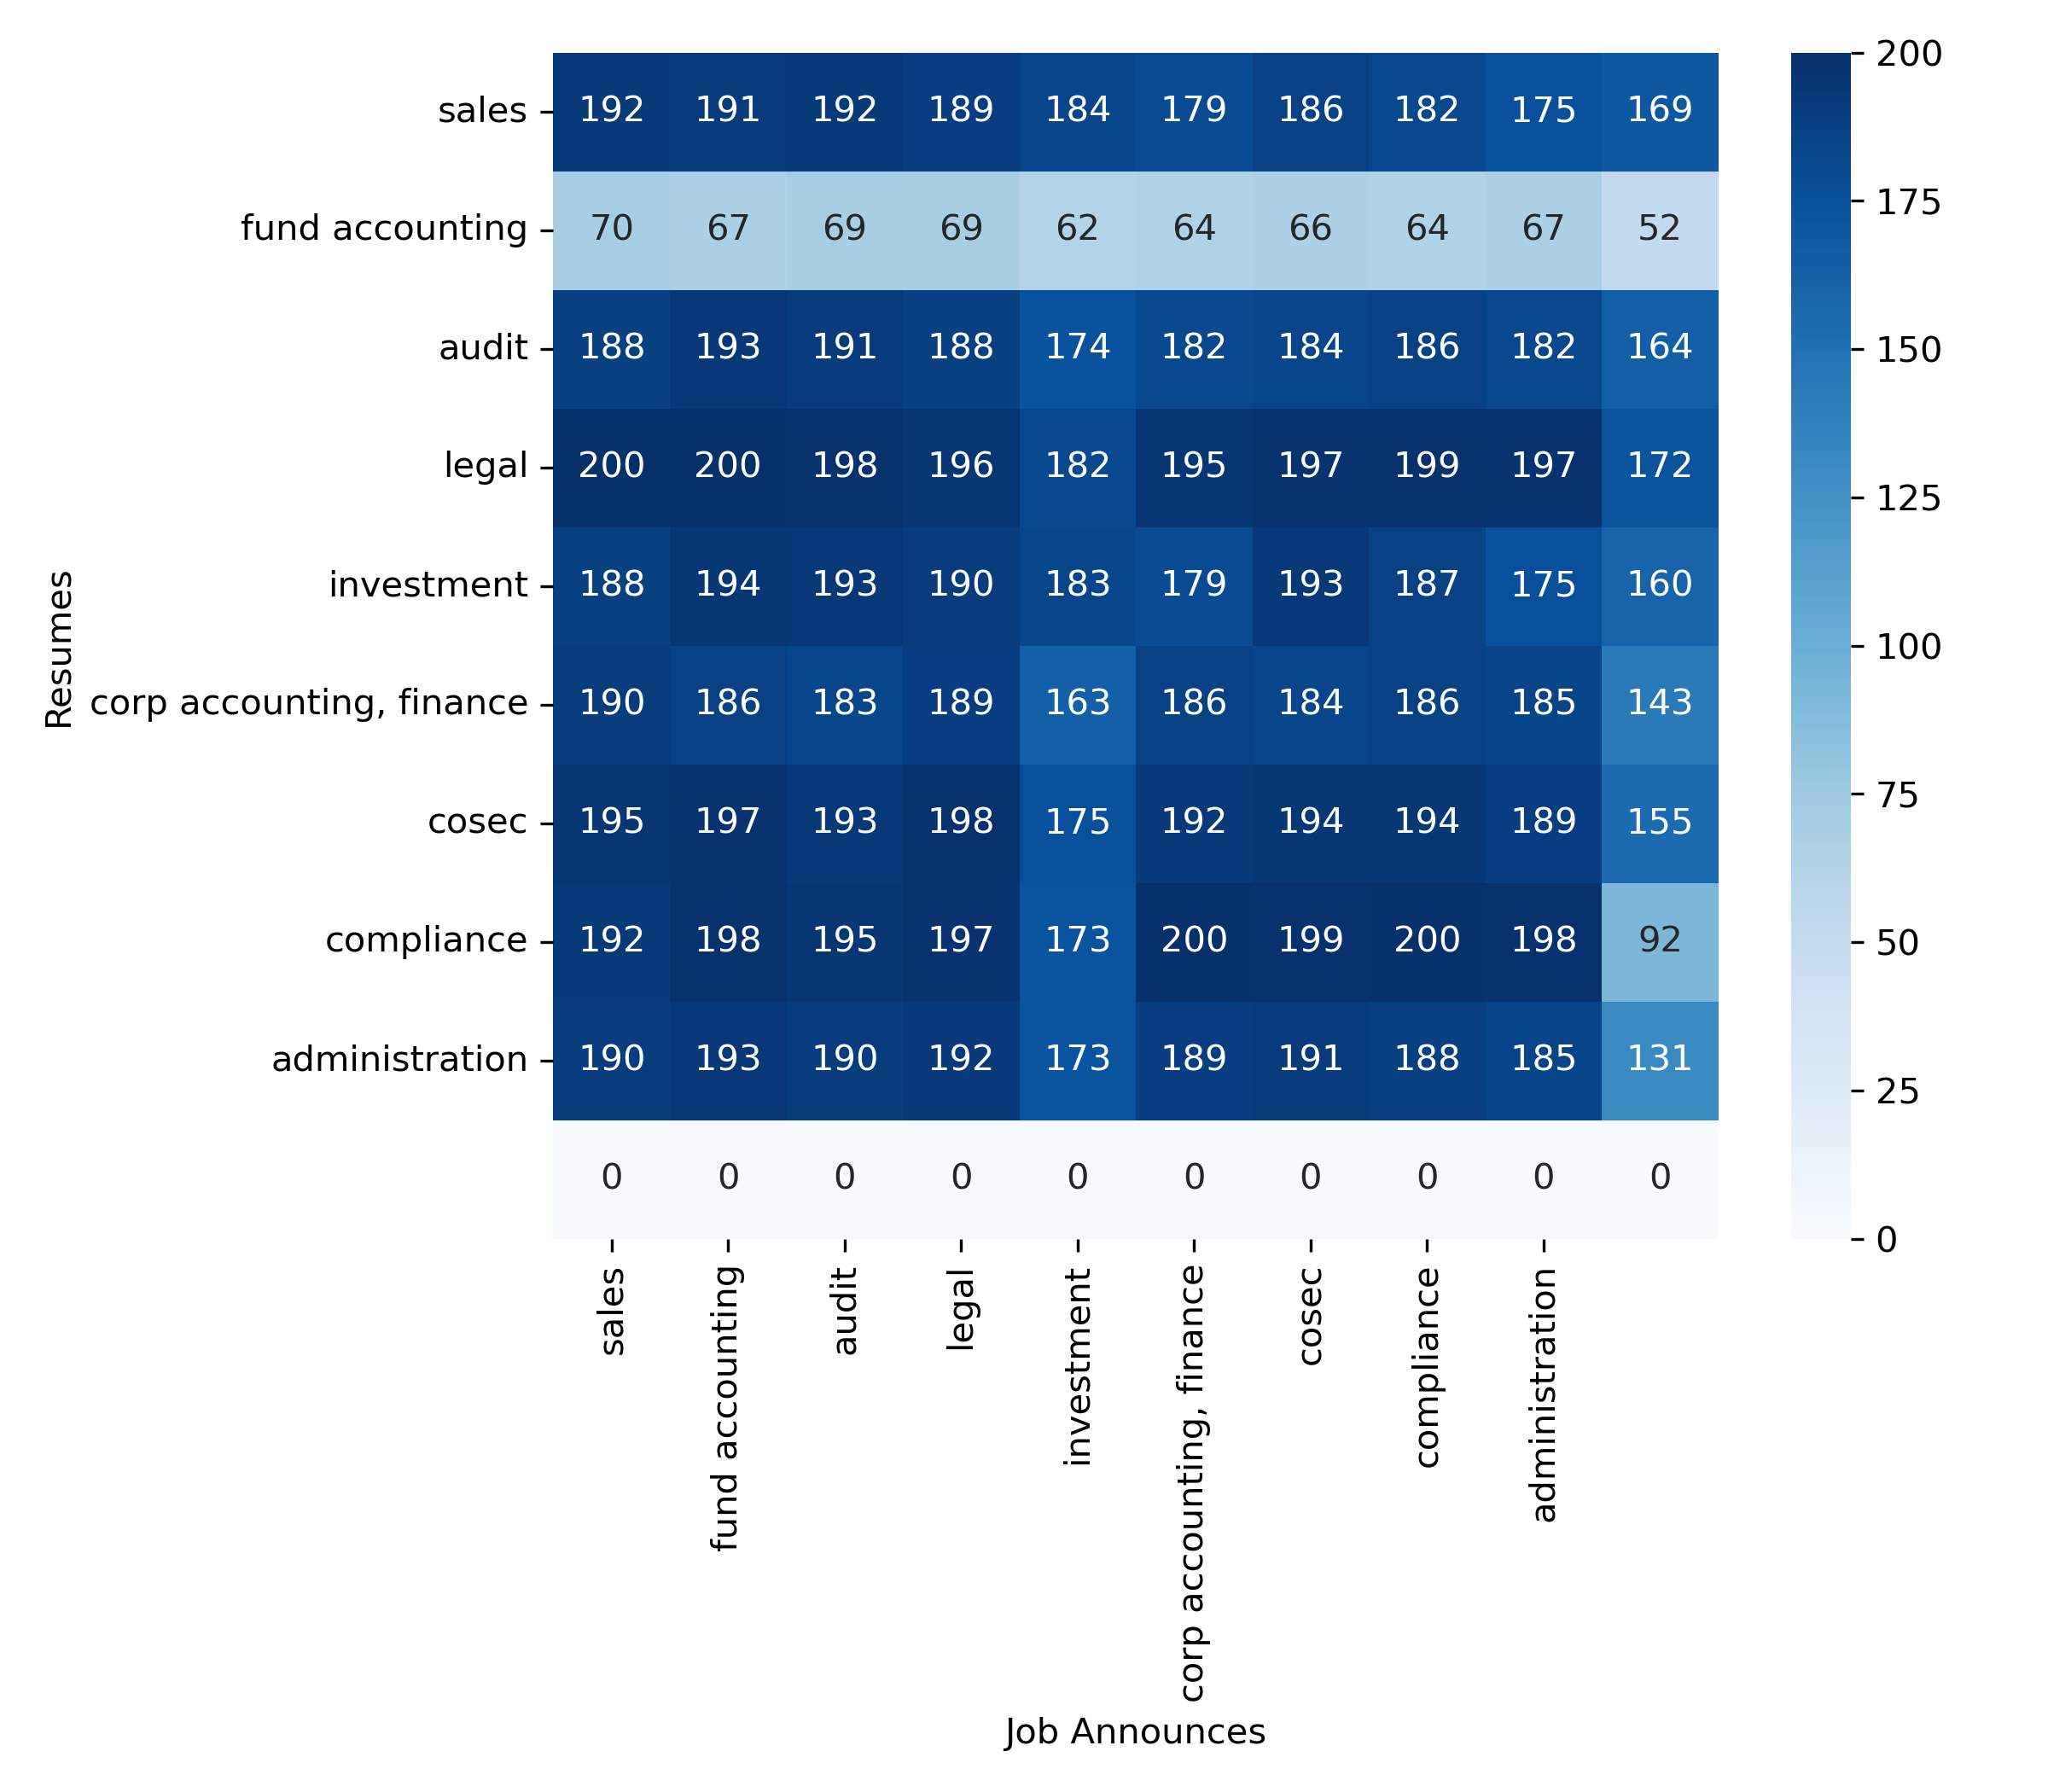 sales 192 191 192 189 184 179 186 182 175 169
fund accounting 70 67 69 69 62 64 66 64 67 52
audit 188 193 191 188 174 182 184 186 182 164
legal 200 200 198 196 182 195 197 199 197 172
investment 188 194 193 190 183 179 193 187 175 160
corp accounting, finance 190 186 183 189 163 186 184 186 185 143
cosec 195 197 193 198 175 192 194 194 189 155
compliance 192 198 195 197 173 200 199 200 198 92
administration 190 193 190 192 173 189 191 188 185 131
0 0 0 0 0 0 0 0 0 0
Resumes
sales
fund accounting
audit
legal
investment
corp accounting, finance
cosec
compliance
administration
Job Announces
200
175
150
125
100
75
50
25
0